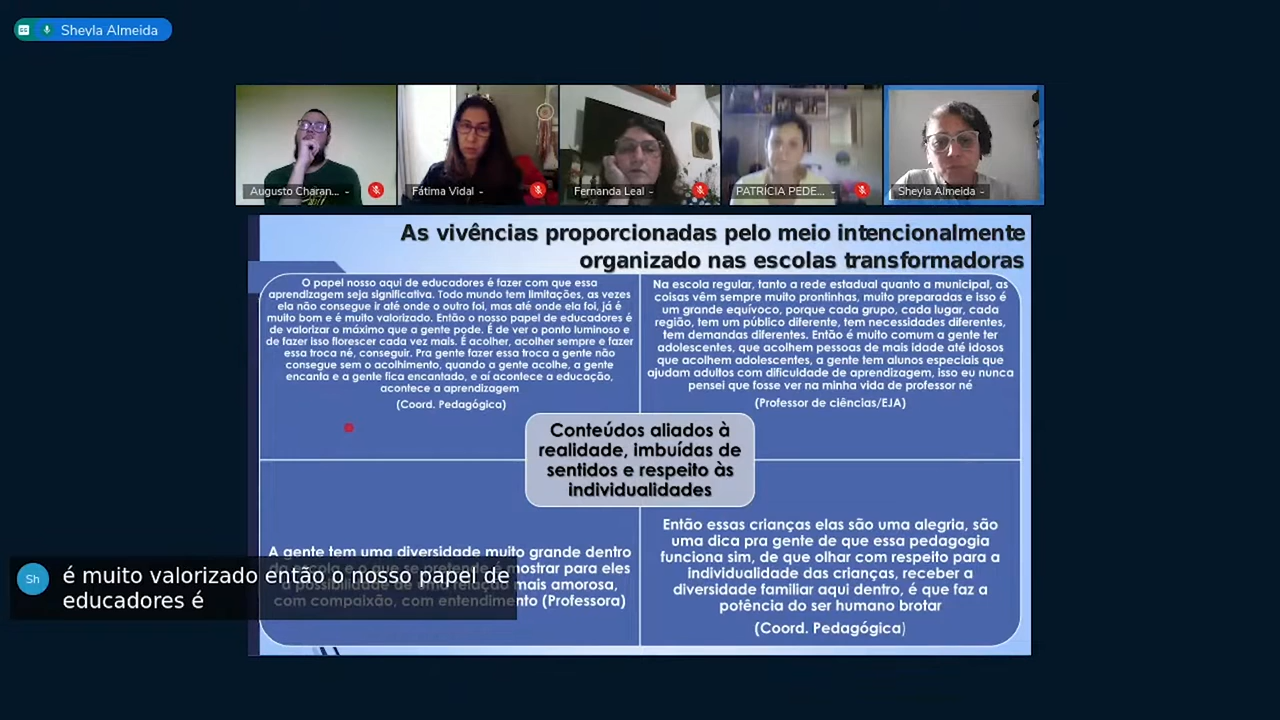 Sheyla Almeida
Augusto Charan...
Fátima Vidal
Fernanda Leal
PATRÍCIA PEDE...
Sheyla Almeida
As vivências proporcionadas pelo meio intencionalmente
organizado nas escolas transformadoras
O papel nosso aqui de educadores é fazer com que essa
aprendizagem seja significativa. Todo mundo tem limitações, as vezes
ela não consegue ir até onde o outro foi, mas até onde ela foi, já é
muito bom e é muito valorizado. Então o nosso papel de educadores é
de valorizar o máximo que a gente pode. É de ver o ponto luminoso e
de fazer isso florescer cada vez mais. É acolher, acolher sempre e fazer
essa troca né, conseguir. Pra gente fazer essa troca a gente não
consegue sem o acolhimento, quando a gente acolhe, a gente
encanta e a gente fica encantado, e aí acontece a educação,
acontece a aprendizagem
(Coord. Pedagógica)
Na escola regular, tanto a rede estadual quanto a municipal, as
coisas vêm sempre muito prontinhas, muito preparadas e isso é
um grande equívoco, porque cada grupo, cada lugar, cada
região, tem um público diferente, tem necessidades diferentes,
tem demandas diferentes. Então é muito comum a gente ter
adolescentes, que acolhem pessoas de mais idade até idosos
que acolhem adolescentes, a gente tem alunos especiais que
ajudam adultos com dificuldade de aprendizagem, isso eu nunca
pensei que fosse ver na minha vida de professor né
(Professor de ciências/EJA)
Conteúdos aliados à
realidade, imbuídas de
sentidos e respeito às
individualidades
A gente tem uma diversidade muito grande dentro
da escola e o que se pretende é mostrar para eles
a possibilidade de uma relação mais amorosa,
com compaixão, com entendimento (Professora)
Então essas crianças elas são uma alegria, são
uma dica pra gente de que essa pedagogia
funciona sim, de que olhar com respeito para a
individualidade das crianças, receber a
diversidade familiar aqui dentro, é que faz a
potência do ser humano brotar
(Coord. Pedagógica)
Sh
é muito valorizado então o nosso papel de
educadores é